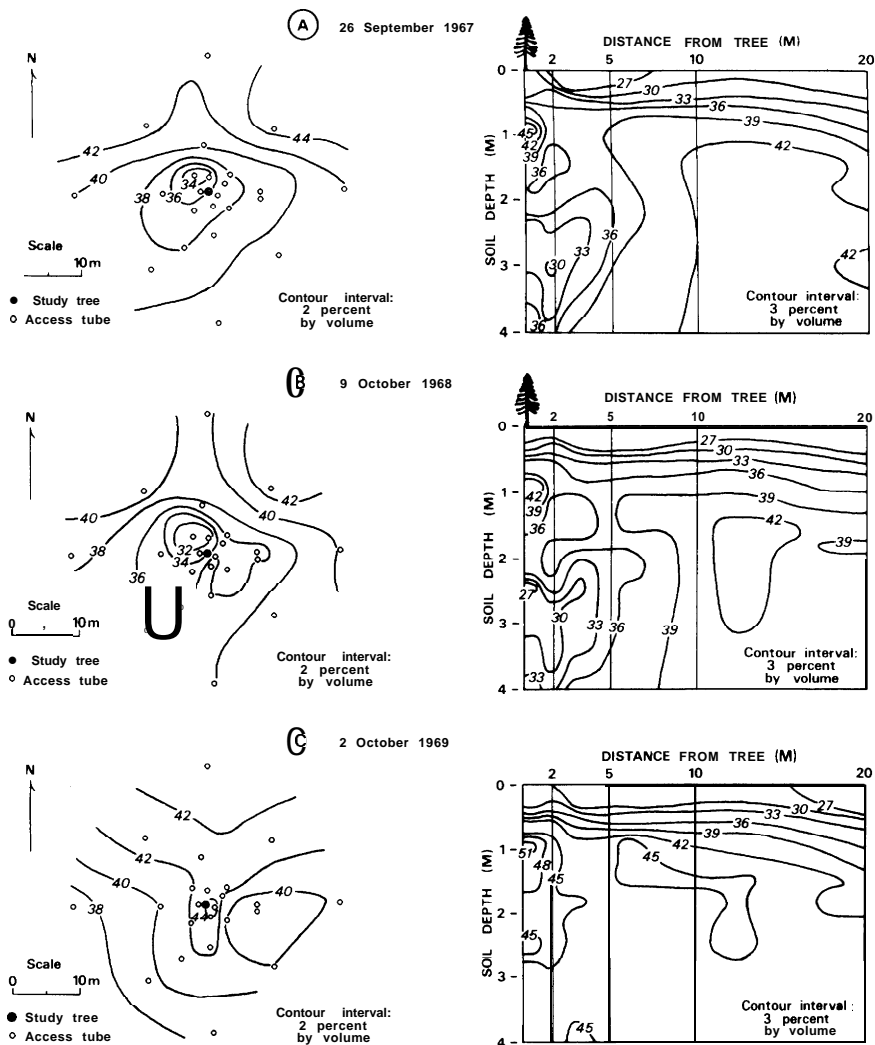 A 26 September 1967
N
42
44
40
38
36
34
Scale
10m
Study tree
Access tube
Contour interval:
2 percent
by volume
DISTANCE FROM TREE (M)
0 2 5 10 20
SOIL DEPTH (M)
0
1
2
3
4
27
30
33
36
39
42
45
42
39
36
36
33
30
42
36
Contour interval:
3 percent
by volume
B 9 October 1968
N
42
40
40
38
36
32
34
U
Scale
0 10 m
Study tree
Access tube
Contour interval:
2 percent
by volume
DISTANCE FROM TREE (M)
2 5 10 20
SOIL DEPTH (M)
0
1
2
3
4
27
30
33
36
39
42
42
39
36
39
27
30
33
36
39
33
Contour interval:
3 percent
by volume
C 2 October 1969
N
42
42
40
40
38
44
Scale
0 10m
Study tree
Access tube
Contour interval:
2 percent
by volume
DISTANCE FROM TREE (M)
2 5 10 20
SOIL DEPTH (M)
0
1
2
3
4
27
30
33
36
39
42
51
48
45
45
45
45
Contour interval:
3 percent
by volume